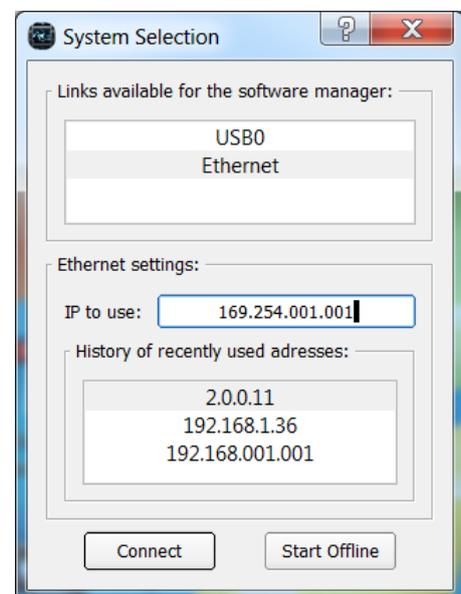 System Selection
Links available for the software manager:
USB0
Ethernet
Ethernet settings:
IP to use: 169.254.001.001
History of recently used adresses:
2.0.0.11
192.168.1.36
192.168.001.001
Connect Start Offline